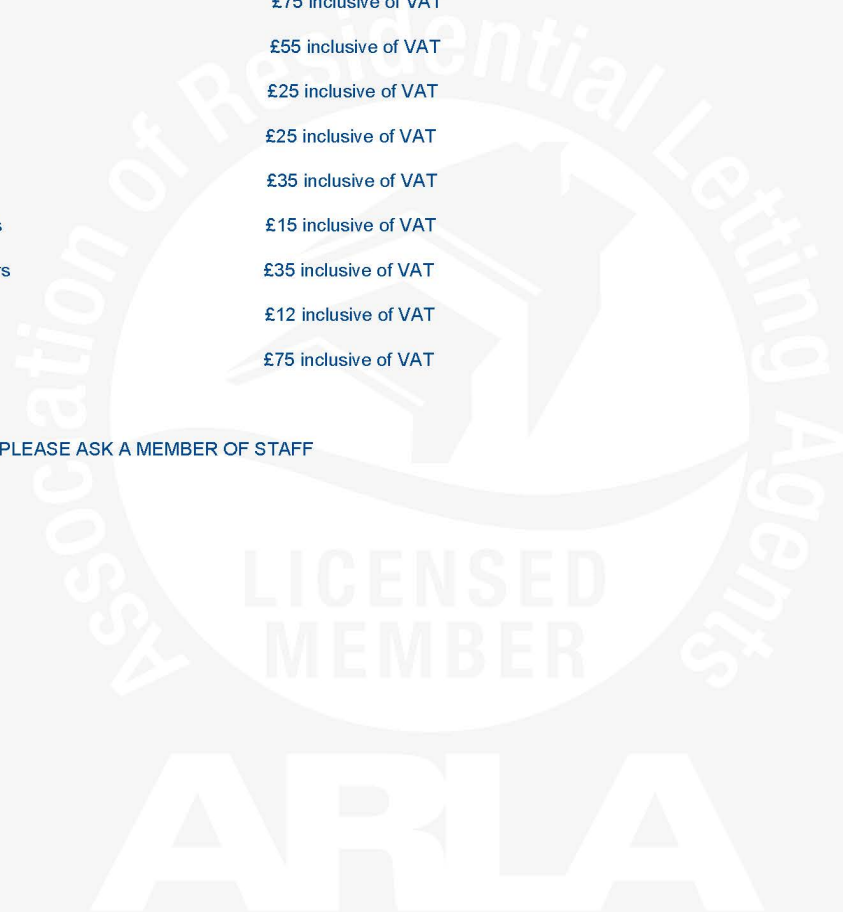 £75 inclusive of VAT
£55 inclusive of VAT
£25 inclusive of VAT
£25 inclusive of VAT
£35 inclusive of VAT
s £15 inclusive of VAT
rs £35 inclusive of VAT
£12 inclusive of VAT
£75 inclusive of VAT
PLEASE ASK A MEMBER OF STAFF
Association of Residential Letting Agents
LICENSED
MEMBER
ARLA